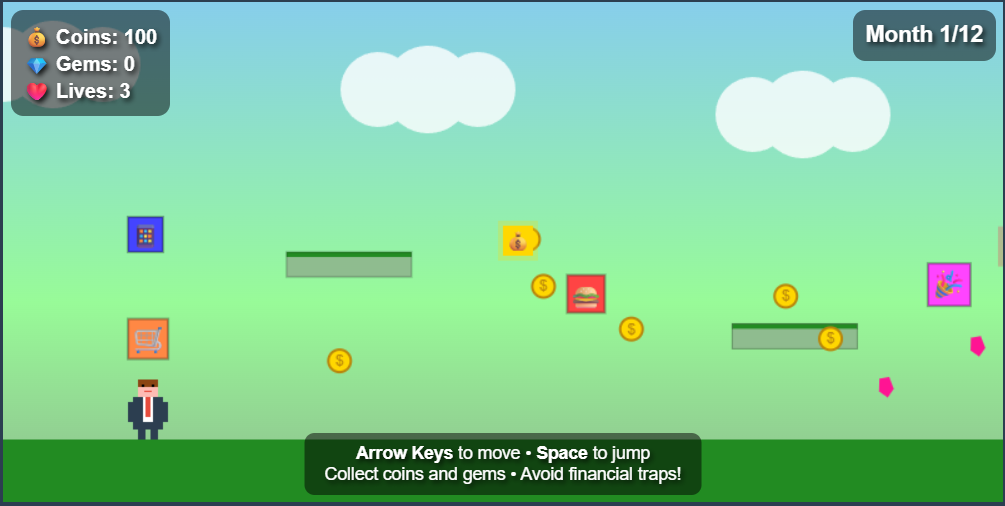 💰 Coins: 100
💎 Gems: 0
❤️ Lives: 3
Month 1/12
$
$
$
$
$
Arrow Keys to move • Space to jump
Collect coins and gems • Avoid financial traps!